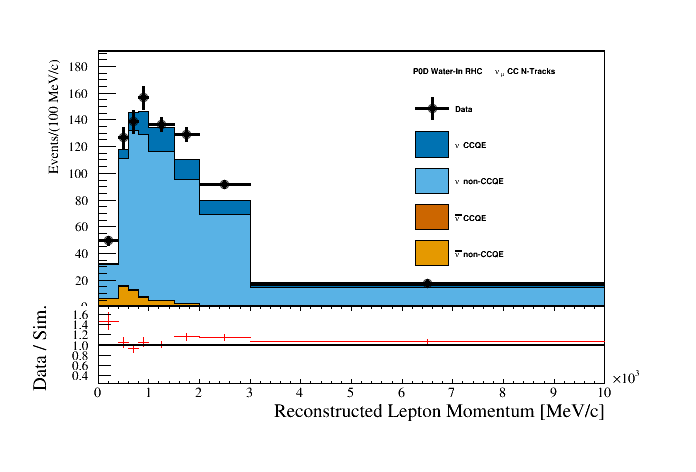 P0D Water-In RHC ν μ CC N-Tracks
Data
ν CCQE
ν non-CCQE
ν̅ CCQE
ν̅ non-CCQE
Events/(100 MeV/c)
180
160
140
120
100
80
60
40
20
0
Data / Sim.
1.6
1.4
1.2
1.0
0.8
0.6
0.4
0 1 2 3 4 5 6 7 8 9 10
×10³
Reconstructed Lepton Momentum [MeV/c]